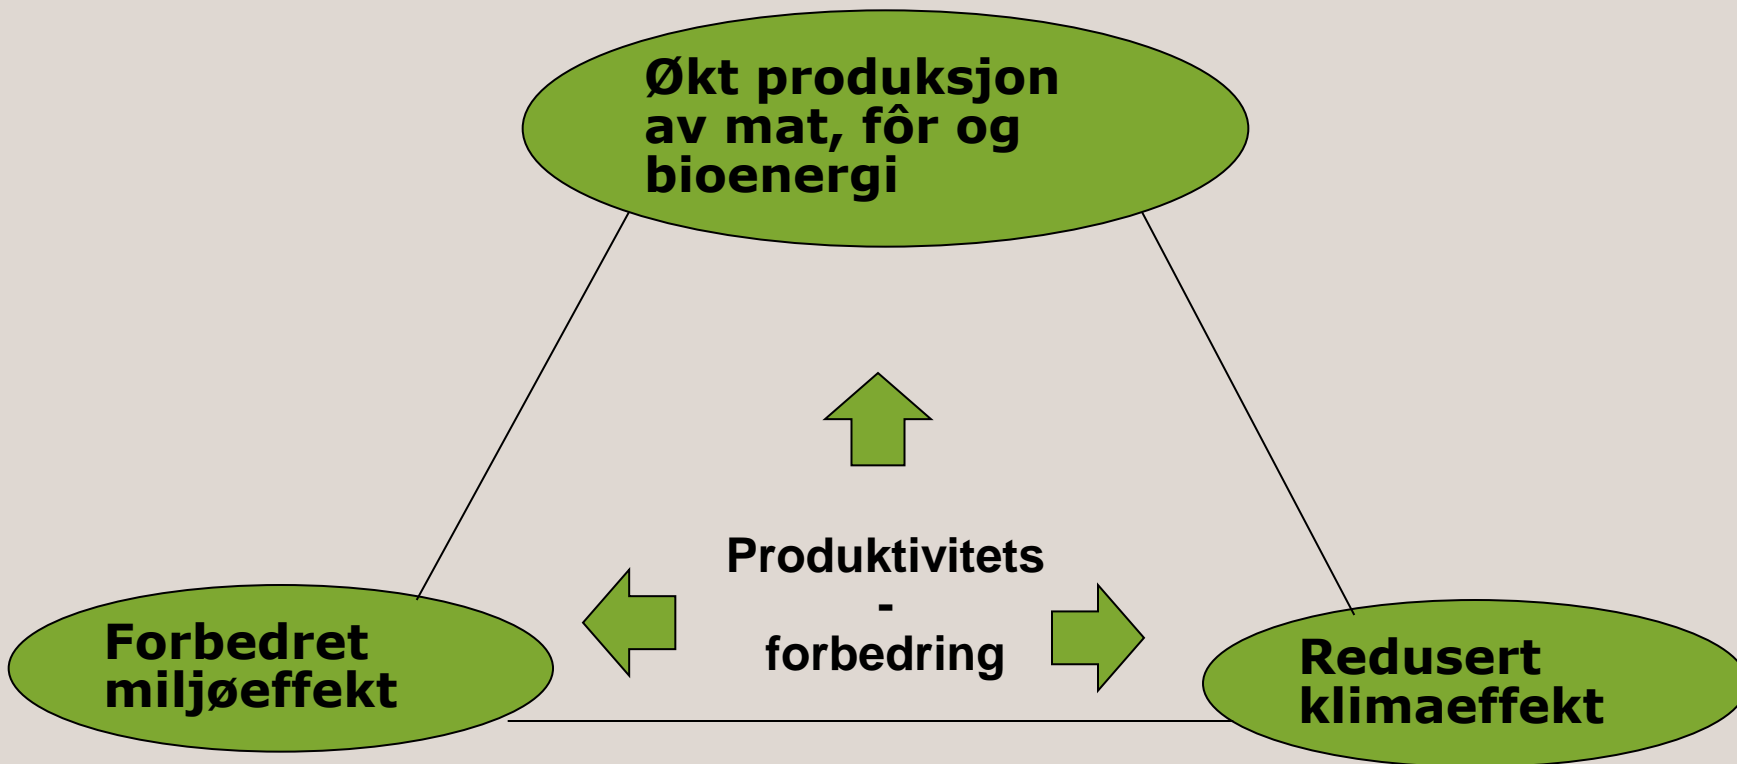 Økt produksjon
av mat, fôr og
bioenergi
Produktivitets
-
forbedring
Forbedret
miljøeffekt
Redusert
klimaeffekt